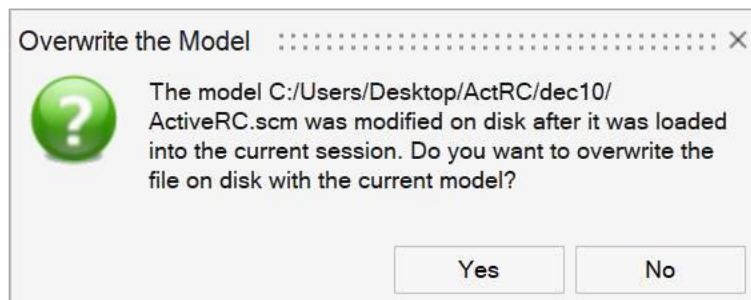 Overwrite the Model
The model C:/Users/Desktop/ActRC/dec10/
ActiveRC.scm was modified on disk after it was loaded
into the current session. Do you want to overwrite the
file on disk with the current model?
Yes No